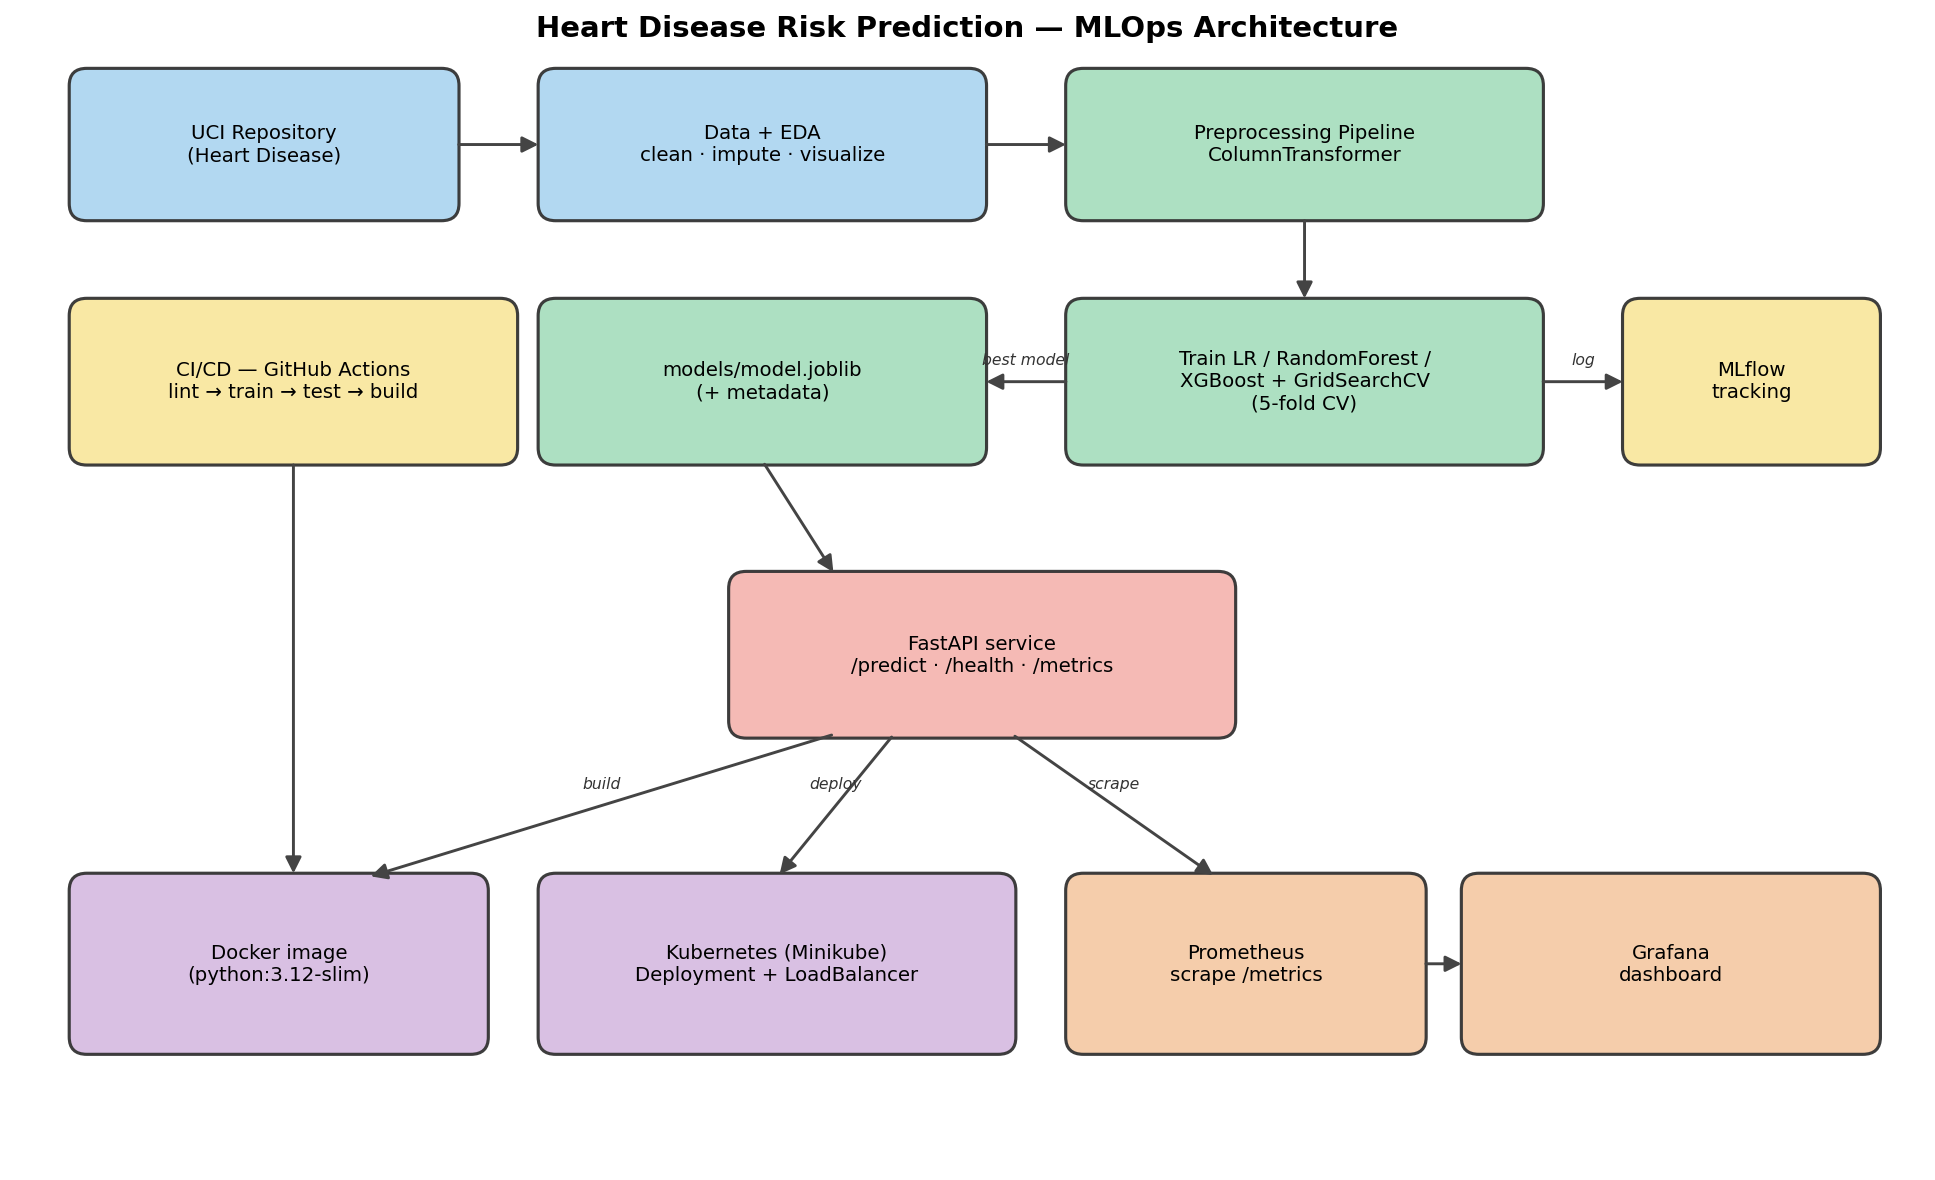 Heart Disease Risk Prediction — MLOps Architecture
UCI Repository
(Heart Disease)
Data + EDA
clean · impute · visualize
Preprocessing Pipeline
ColumnTransformer
CI/CD — GitHub Actions
lint → train → test → build
models/model.joblib
(+ metadata)
best model
Train LR / RandomForest /
XGBoost + GridSearchCV
(5-fold CV)
log
MLflow
tracking
FastAPI service
/predict · /health · /metrics
build
deploy
scrape
Docker image
(python:3.12-slim)
Kubernetes (Minikube)
Deployment + LoadBalancer
Prometheus
scrape /metrics
Grafana
dashboard